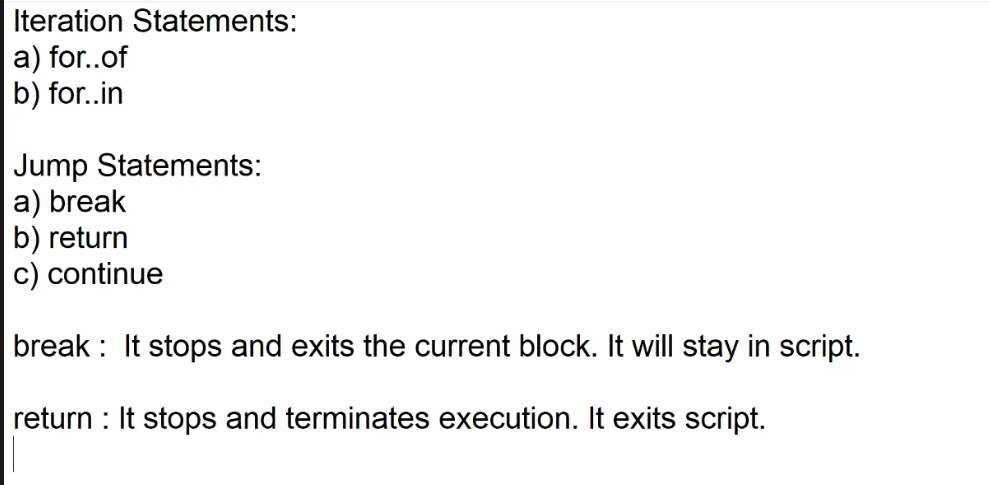 Iteration Statements:
a) for..of
b) for..in
Jump Statements:
a) break
b) return
c) continue
break :  It stops and exits the current block. It will stay in script.
return : It stops and terminates execution. It exits script.